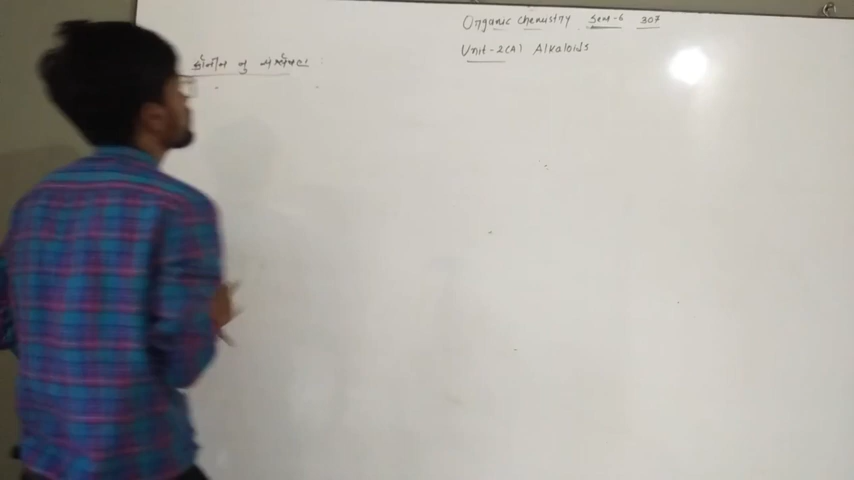 Organic chemistry Sem-6 307
Unit-2(A) Alkaloids
કોનીન નુ સંશ્લેષણ :